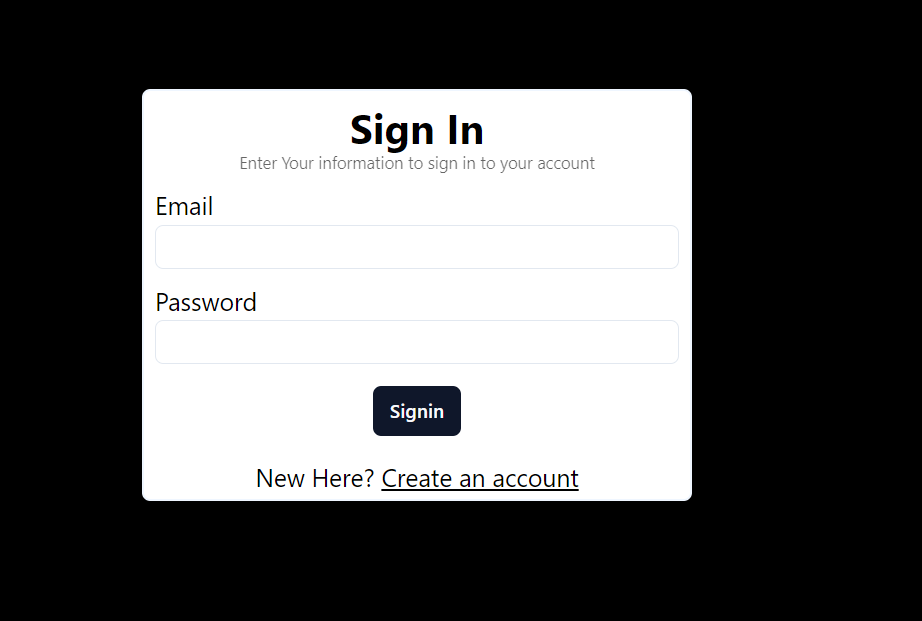 Sign In
Enter Your information to sign in to your account
Email
Password
Signin
New Here? Create an account